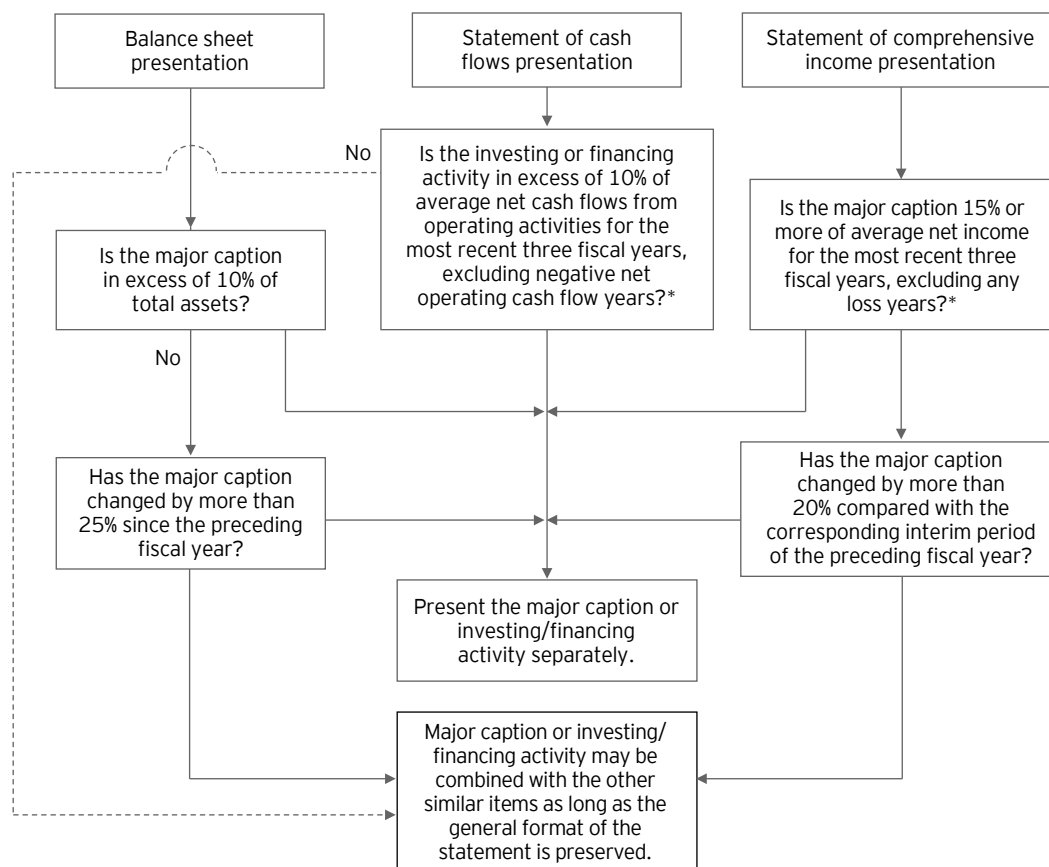 Balance sheet
presentation
Statement of cash
flows presentation
Statement of comprehensive
income presentation
No
Is the investing or financing
activity in excess of 10% of
average net cash flows from
operating activities for the
most recent three fiscal years,
excluding negative net
operating cash flow years?*
Is the major caption 15% or
more of average net income
for the most recent three
fiscal years, excluding any
loss years?*
Is the major caption
in excess of 10% of
total assets?
No
Has the major caption
changed by more than
25% since the preceding
fiscal year?
Has the major caption
changed by more than
20% compared with the
corresponding interim period
of the preceding fiscal year?
Present the major caption or
investing/financing
activity separately.
Major caption or investing/
financing activity may be
combined with the other
similar items as long as the
general format of the
statement is preserved.